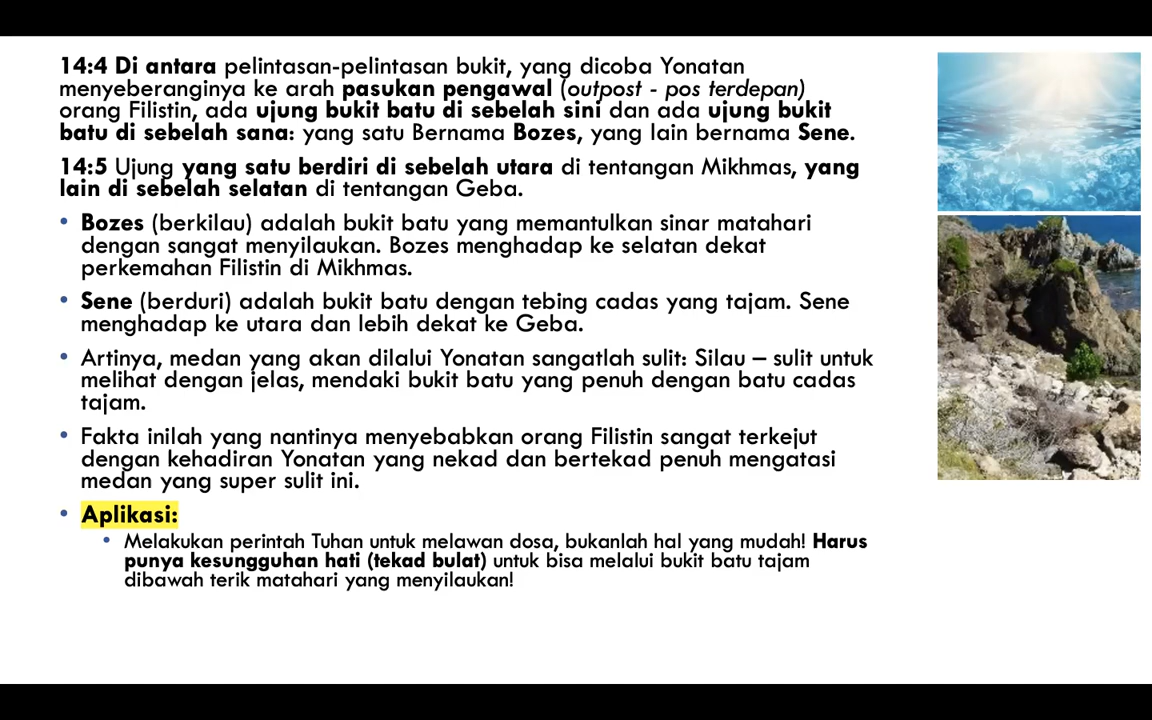 14:4 Di antara pelintasan-pelintasan bukit, yang dicoba Yonatan
menyeberanginya ke arah pasukan pengawal (outpost - pos terdepan)
orang Filistin, ada ujung bukit batu di sebelah sini dan ada ujung bukit
batu di sebelah sana: yang satu Bernama Bozes, yang lain bernama Sene.
14:5 Ujung yang satu berdiri di sebelah utara di tentangan Mikhmas, yang
lain di sebelah selatan di tentangan Geba.
• Bozes (berkilau) adalah bukit batu yang memantulkan sinar matahari
dengan sangat menyilaukan. Bozes menghadap ke selatan dekat
perkemahan Filistin di Mikhmas.
• Sene (berduri) adalah bukit batu dengan tebing cadas yang tajam. Sene
menghadap ke utara dan lebih dekat ke Geba.
• Artinya, medan yang akan dilalui Yonatan sangatlah sulit: Silau – sulit untuk
melihat dengan jelas, mendaki bukit batu yang penuh dengan batu cadas
tajam.
• Fakta inilah yang nantinya menyebabkan orang Filistin sangat terkejut
dengan kehadiran Yonatan yang nekad dan bertekad penuh mengatasi
medan yang super sulit ini.
• Aplikasi:
• Melakukan perintah Tuhan untuk melawan dosa, bukanlah hal yang mudah! Harus
punya kesungguhan hati (tekad bulat) untuk bisa melalui bukit batu tajam
dibawah terik matahari yang menyilaukan!